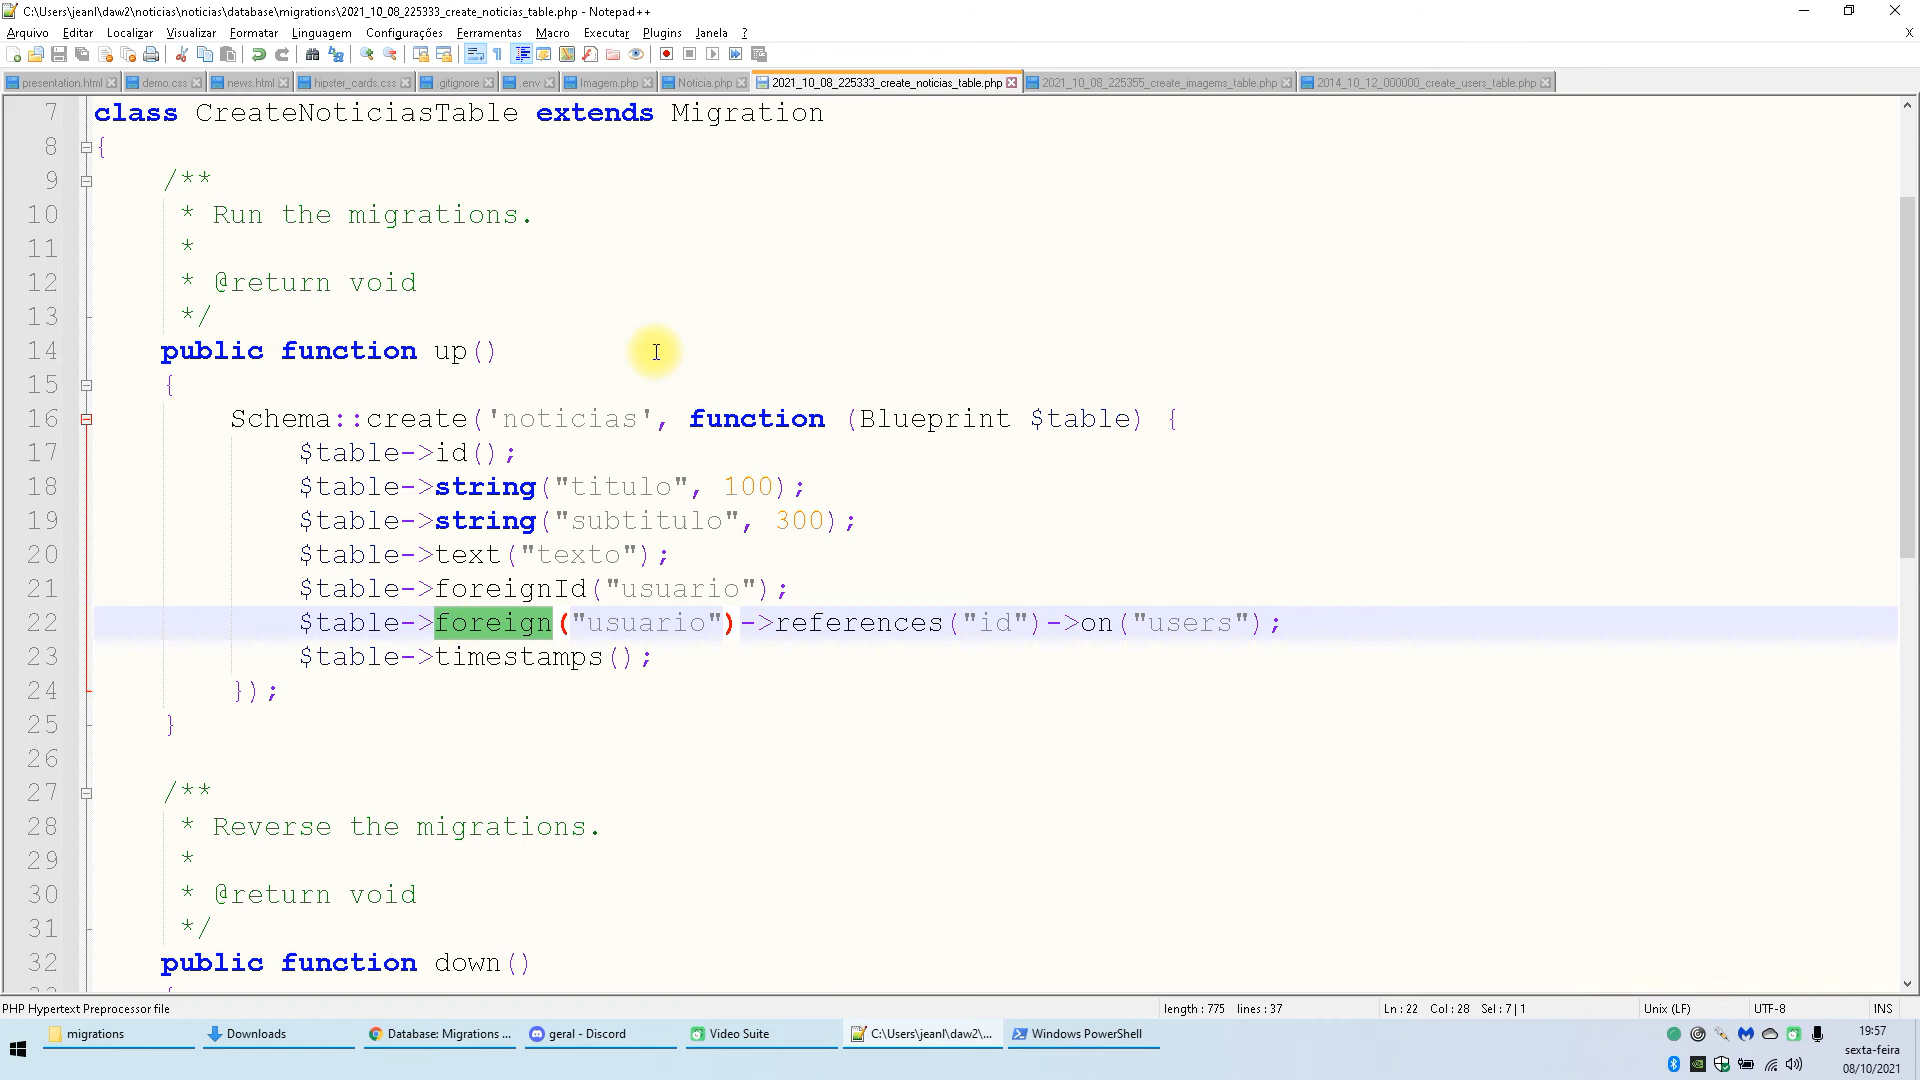 C:\Users\jeanl\daw2\noticias\noticias\database\migrations\2021_10_08_225333_create_noticias_table.php - Notepad++
Arquivo Editar Localizar Visualizar Formatar Linguagem Configurações Ferramentas Macro Executar Plugins Janela ? X
presentation.html demo.css news.html hipster_cards.css .gitignore .env Imagem.php Noticia.php 2021_10_08_225333_create_noticias_table.php 2021_10_08_225355_create_imagems_table.php 2014_10_12_000000_create_users_table.php
7 class CreateNoticiasTable extends Migration
8 {
9 /**
10 * Run the migrations.
11 *
12 * @return void
13 */
14 public function up()
15 {
16 Schema::create('noticias', function (Blueprint $table) {
17 $table->id();
18 $table->string("titulo", 100);
19 $table->string("subtitulo", 300);
20 $table->text("texto");
21 $table->foreignId("usuario");
22 $table->foreign("usuario")->references("id")->on("users");
23 $table->timestamps();
24 });
25 }
26
27 /**
28 * Reverse the migrations.
29 *
30 * @return void
31 */
32 public function down()
PHP Hypertext Preprocessor file length : 775 lines : 37 Ln : 22 Col : 28 Sel : 7 | 1 Unix (LF) UTF-8 INS
migrations Downloads Database: Migrations ... geral - Discord Video Suite C:\Users\jeanl\daw2\... Windows PowerShell
19:57
sexta-feira
08/10/2021